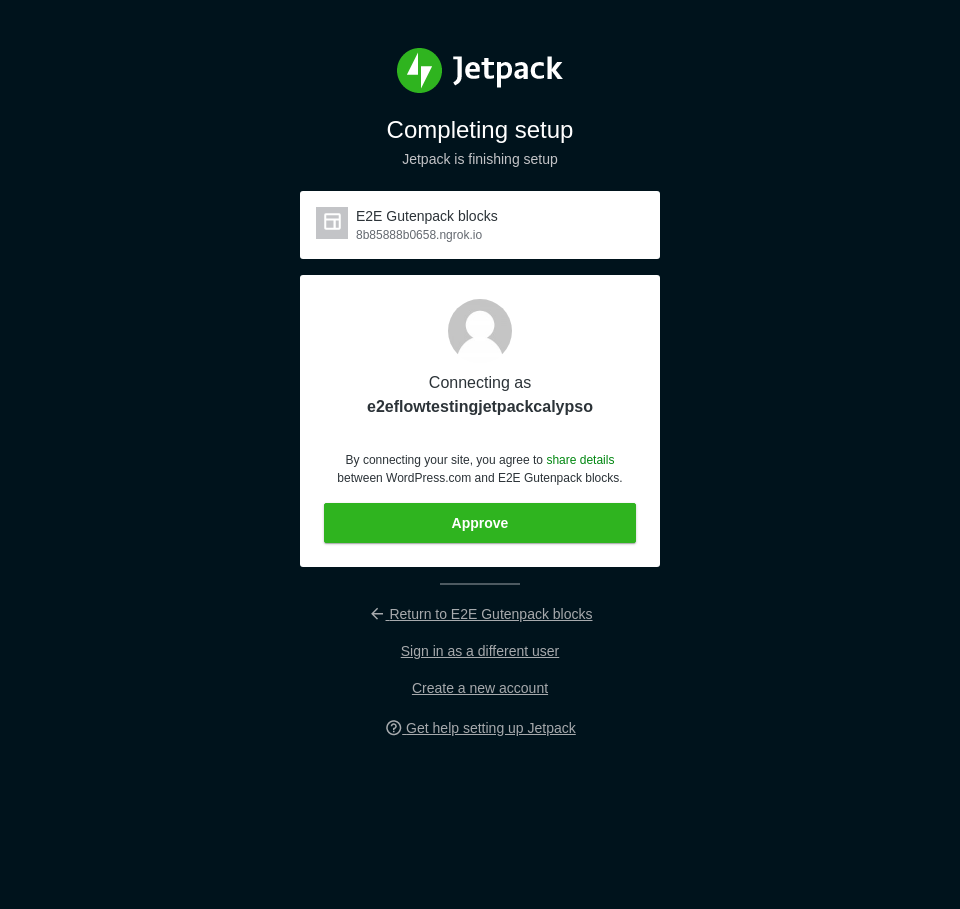 Jetpack
Completing setup
Jetpack is finishing setup
E2E Gutenpack blocks
8b85888b0658.ngrok.io
Connecting as
e2eflowtestingjetpackcalypso
By connecting your site, you agree to share details
between WordPress.com and E2E Gutenpack blocks.
Approve
Return to E2E Gutenpack blocks
Sign in as a different user
Create a new account
Get help setting up Jetpack